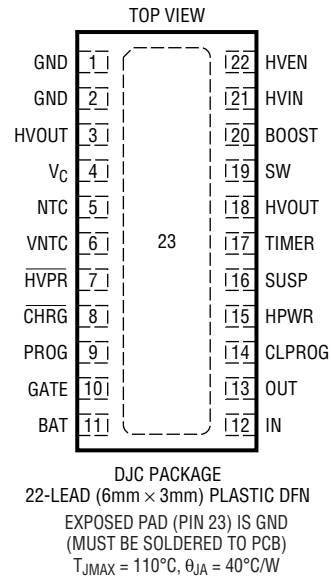 TOP VIEW
GND 1
GND 2
HVOUT 3
VC 4
NTC 5
VNTC 6
HVPR 7
CHRG 8
PROG 9
GATE 10
BAT 11
23
22 HVEN
21 HVIN
20 BOOST
19 SW
18 HVOUT
17 TIMER
16 SUSP
15 HPWR
14 CLPROG
13 OUT
12 IN
DJC PACKAGE
22-LEAD (6mm × 3mm) PLASTIC DFN
EXPOSED PAD (PIN 23) IS GND
(MUST BE SOLDERED TO PCB)
TJMAX = 110°C, θJA = 40°C/W